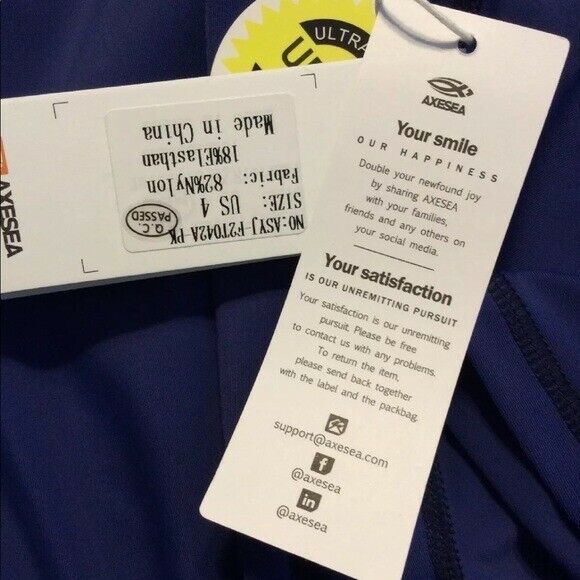 ULTRA
AXESEA
NO:ASYJ-F2T042A-PK
SIZE: US 4
Fabric: 82%Nylon
18%Elasthan
Made in China
Q.C.
PASSED
AXESEA
Your smile
OUR HAPPINESS
Double your newfound joy
by sharing AXESEA
with your families,
friends and any others on
your social media.
Your satisfaction
IS OUR UNREMITTING PURSUIT
Your satisfaction is our unremitting
pursuit. Please be free
to contact us with any problems.
To return the item,
please send back together
with the label and the packbag.
support@axesea.com
f
@axesea
in
@axesea